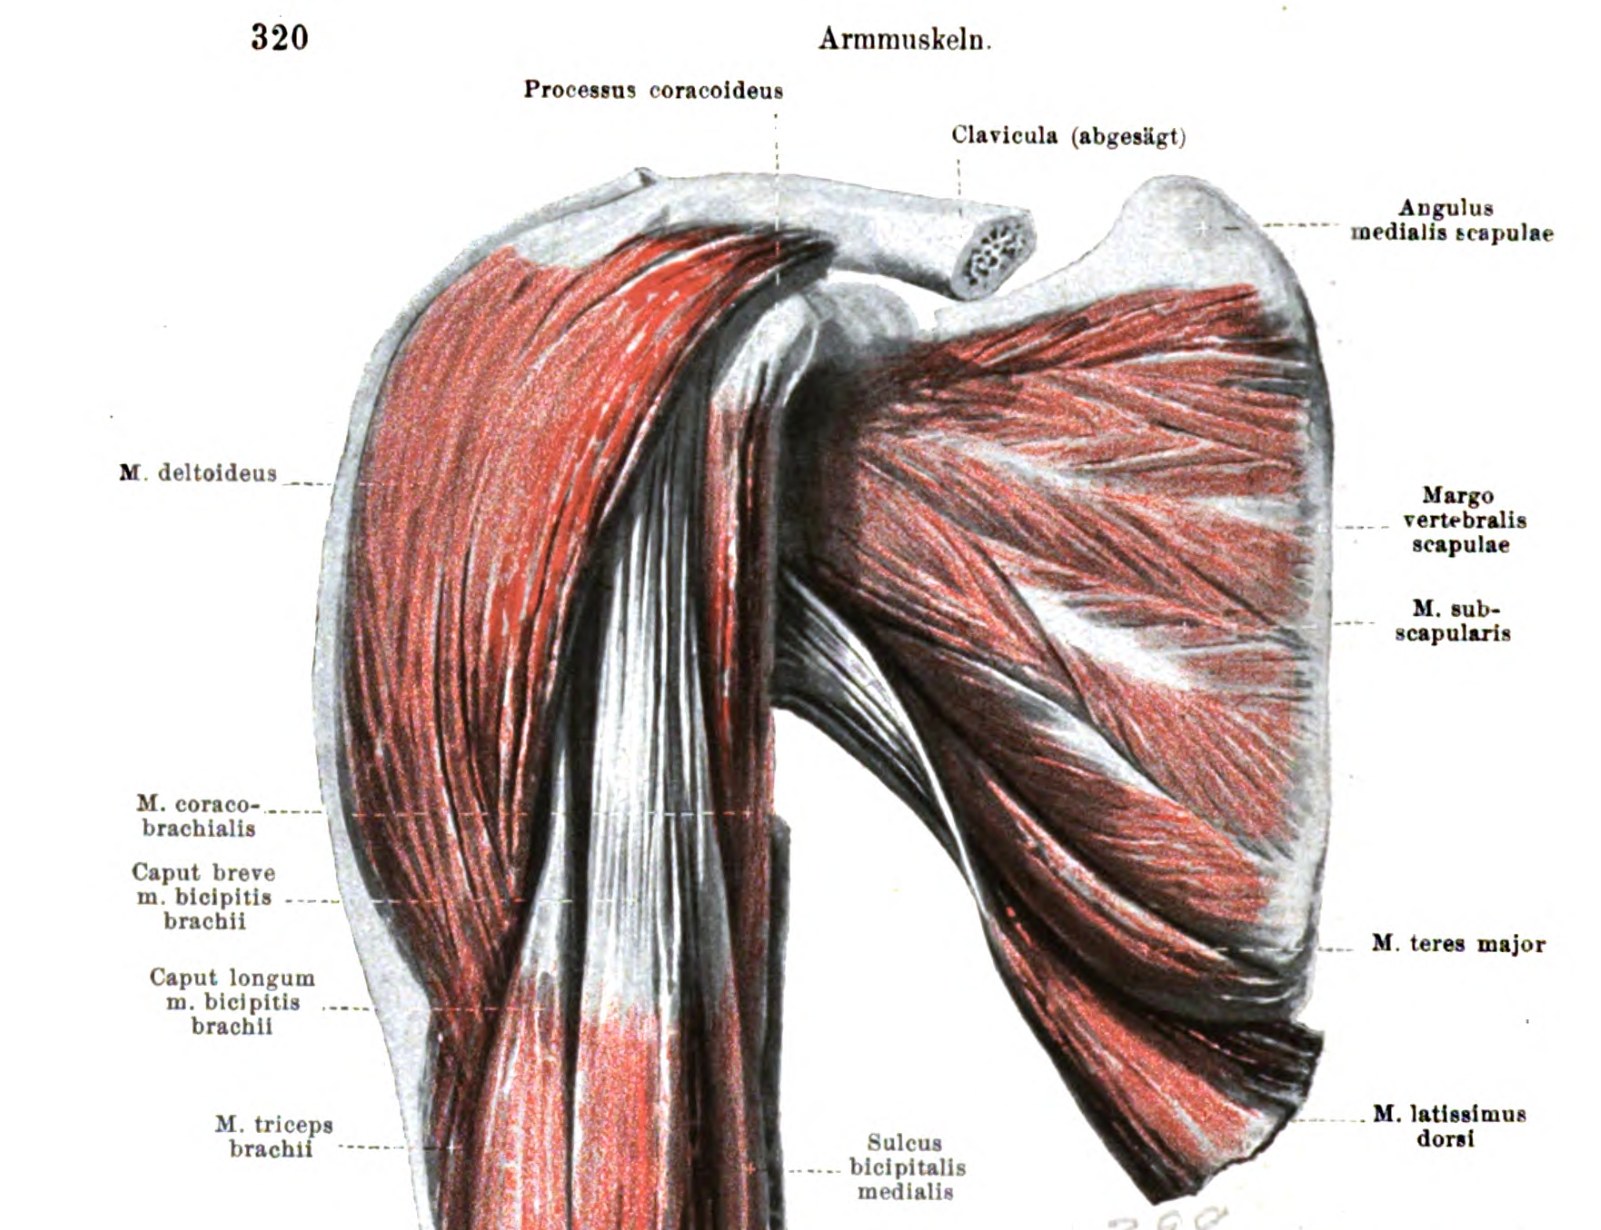 320
Armmuskeln.
Processus coracoideus
Clavicula (abgesägt)
Angulus
medialis scapulae
M. deltoideus
Margo
vertebralis
scapulae
M. sub-
scapularis
M. coraco-
brachialis
Caput breve
m. bicipitis
brachii
M. teres major
Caput longum
m. bicipitis
brachii
M. latissimus
dorsi
M. triceps
brachii
Sulcus
bicipitalis
medialis